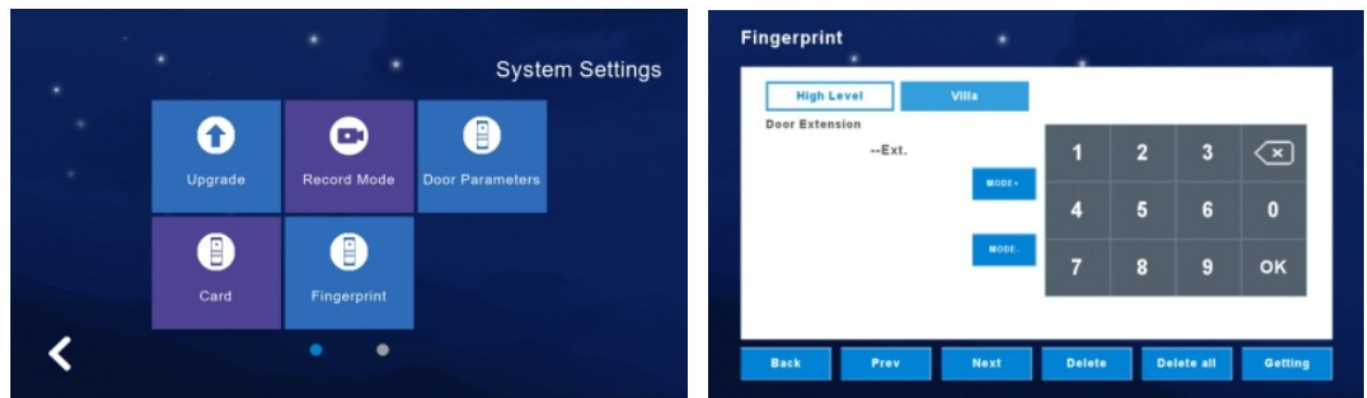 System Settings
Upgrade
Record Mode
Door Parameters
Card
Fingerprint
Fingerprint
High Level
Villa
Door Extension
--Ext.
MODE+
MODE-
1 2 3
4 5 6 0
7 8 9 OK
Back
Prev
Next
Delete
Delete all
Getting